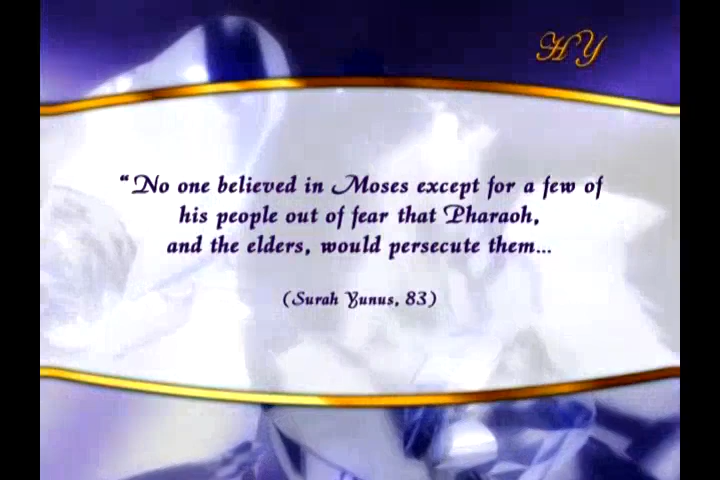 HY
“No one believed in Moses except for a few of
his people out of fear that Pharaoh,
and the elders, would persecute them...
(Surah Yunus, 83)